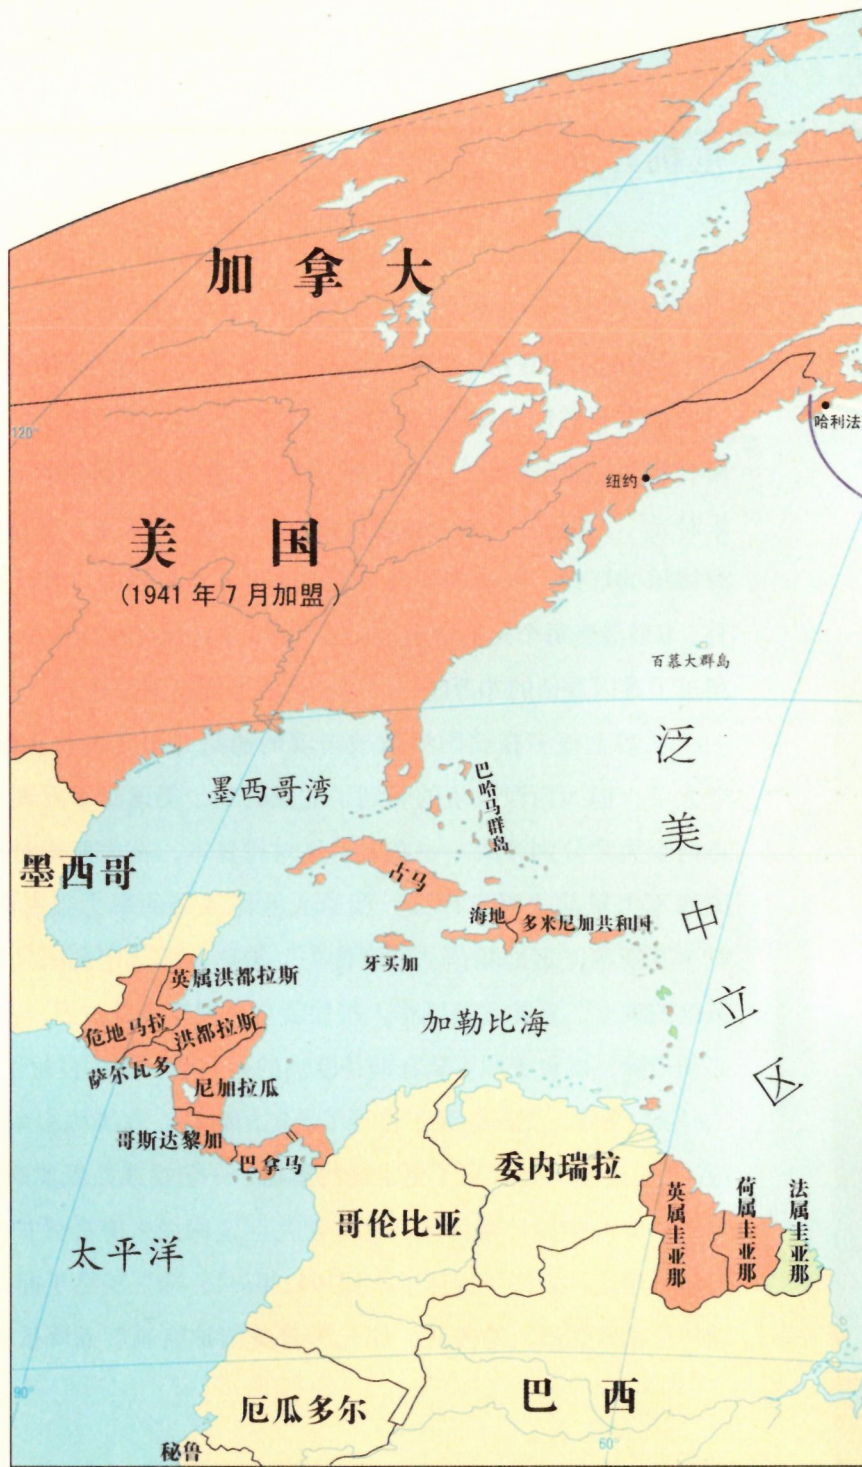 加拿大
120°
哈利法
纽约
美国
(1941年7月加盟)
百慕大群岛
泛美中立区
墨西哥湾
巴哈马群岛
墨西哥
古巴
海地
多米尼加共和国
牙买加
英属洪都拉斯
加勒比海
危地马拉
洪都拉斯
萨尔瓦多
尼加拉瓜
哥斯达黎加
巴拿马
委内瑞拉
英属圭亚那
荷属圭亚那
法属圭亚那
哥伦比亚
太平洋
90°
厄瓜多尔
巴西
秘鲁
60°